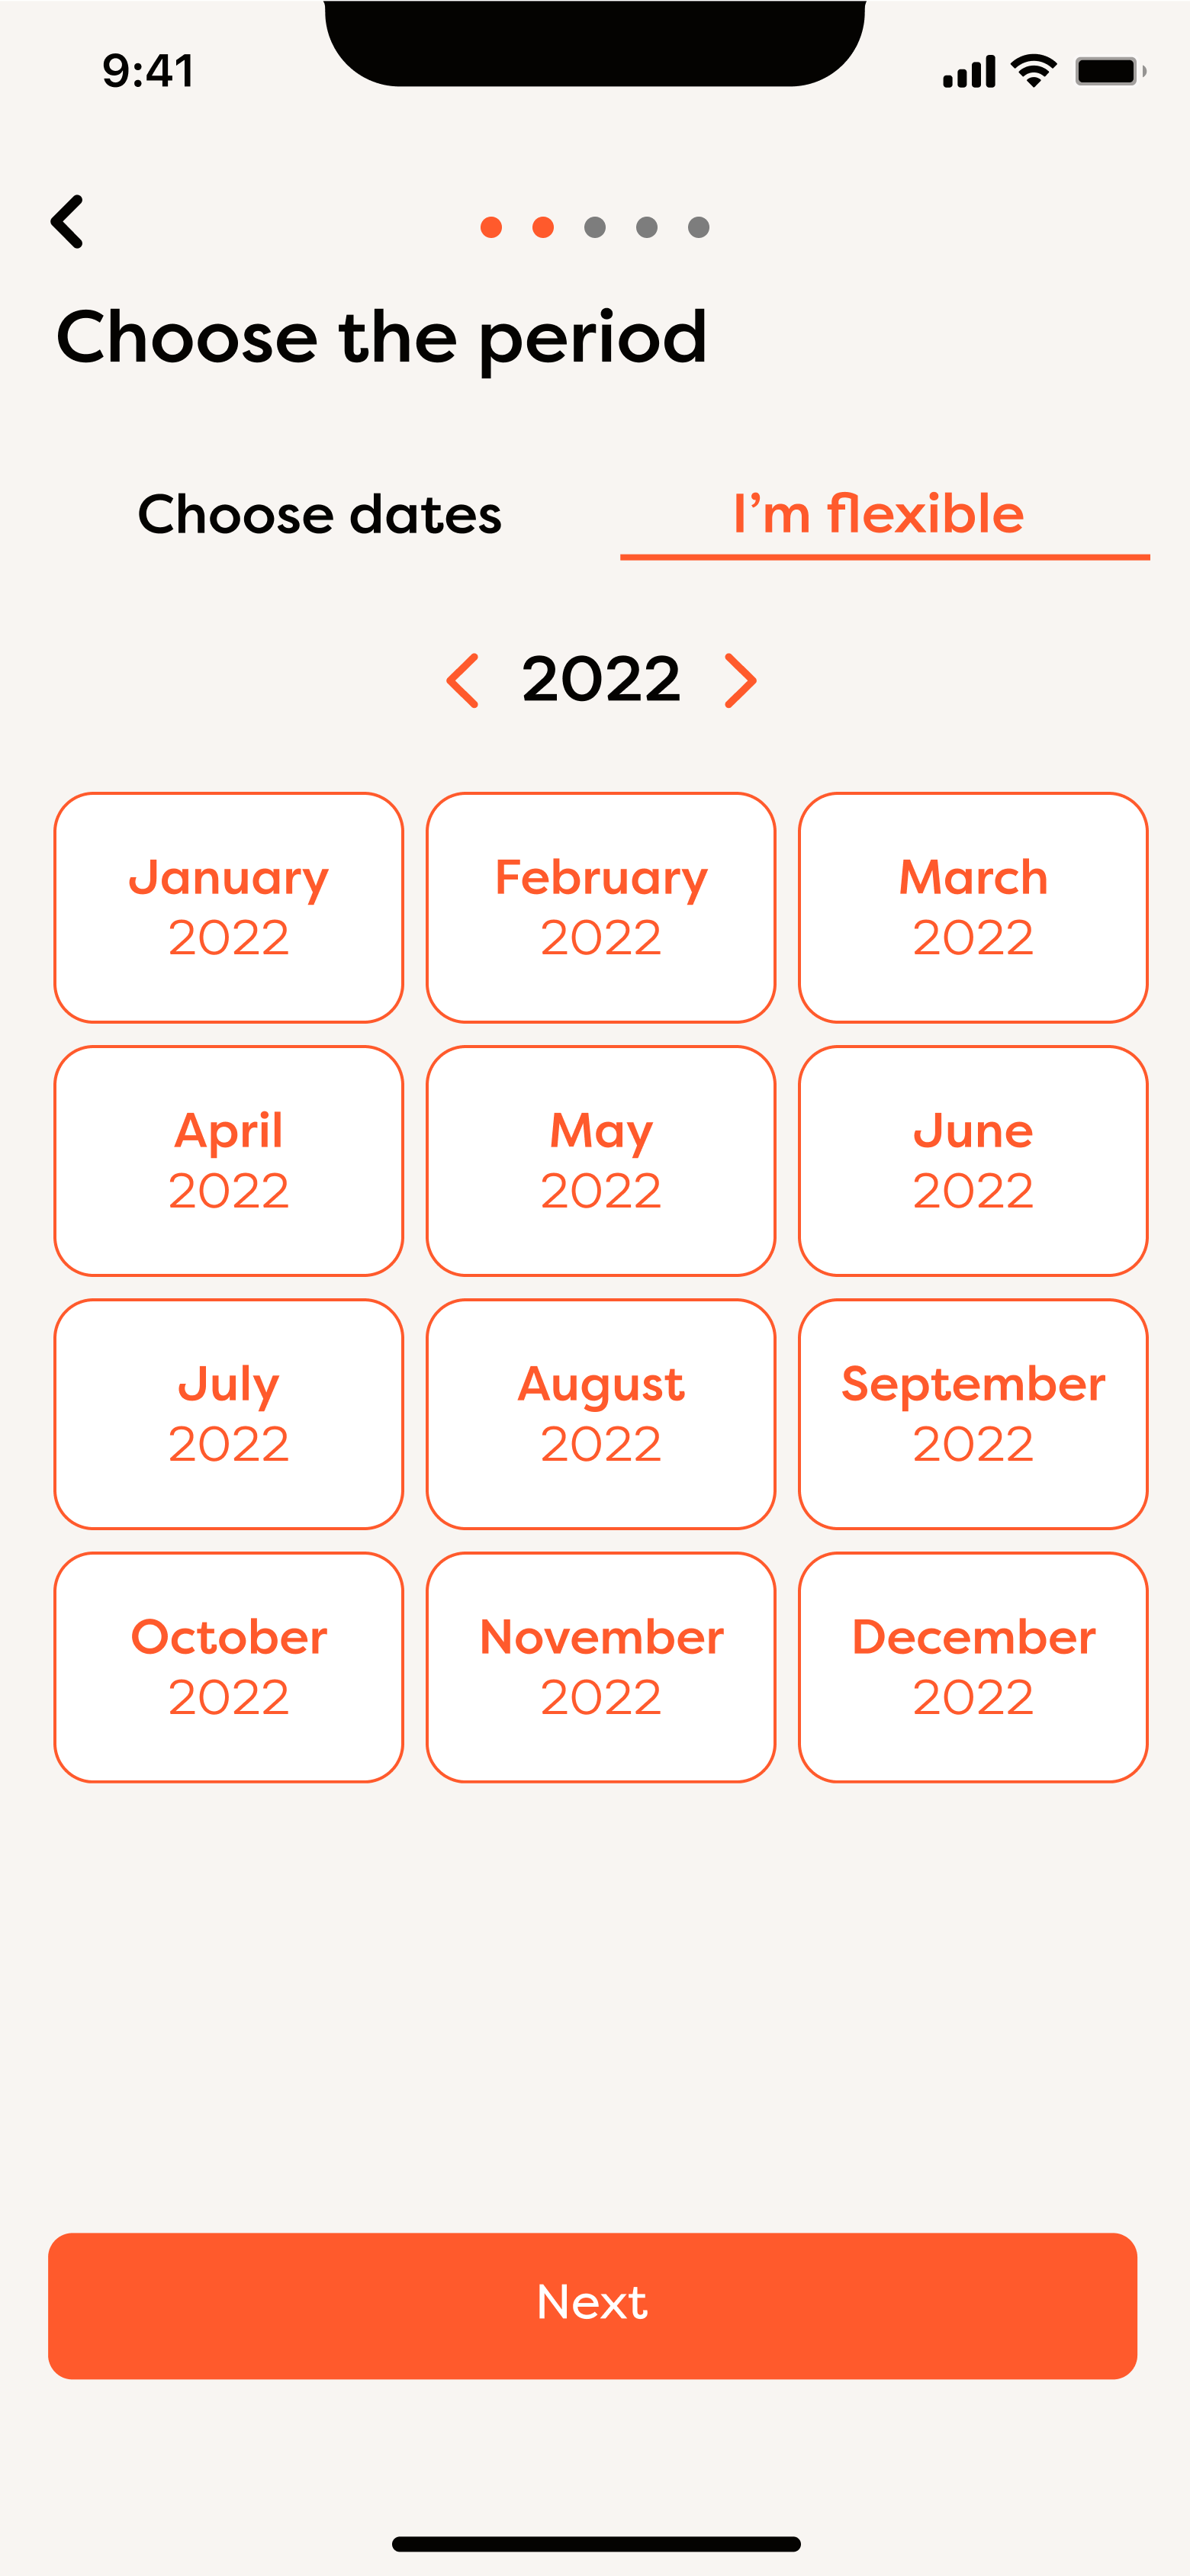 9:41
Choose the period
Choose dates I’m flexible
2022
January February March
2022 2022 2022
April May June
2022 2022 2022
July August September
2022 2022 2022
October November December
2022 2022 2022
Next